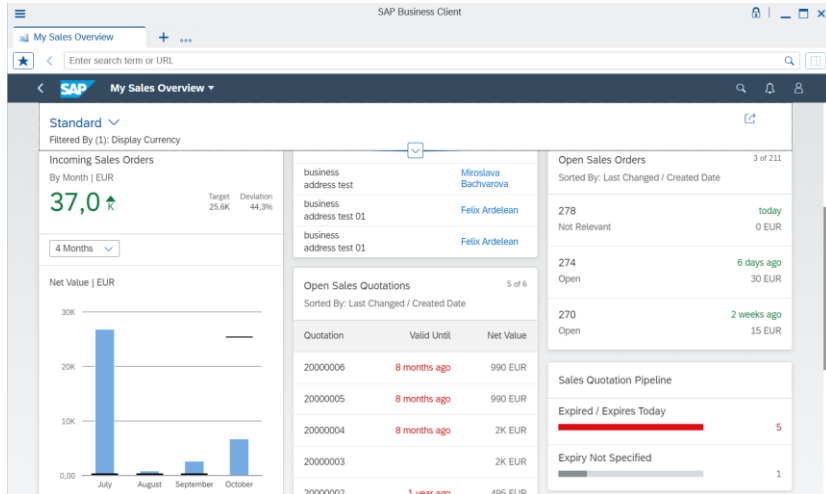 SAP Business Client
My Sales Overview
Enter search term or URL
SAP My Sales Overview
Standard
Filtered By (1): Display Currency
Incoming Sales Orders
By Month | EUR
37,0 K
Target Deviation
25,6K 44,3%
4 Months
Net Value | EUR
30K
20K
10K
0,00
July August September October
business address test Miroslava Bachvarova
business address test 01 Felix Ardelean
business address test 01 Felix Ardelean
Open Sales Quotations 5 of 6
Sorted By: Last Changed / Created Date
Quotation Valid Until Net Value
20000006 8 months ago 990 EUR
20000005 8 months ago 990 EUR
20000004 8 months ago 2K EUR
20000003 2K EUR
20000002 1 year ago 495 EUR
Open Sales Orders 3 of 211
Sorted By: Last Changed / Created Date
278 today
Not Relevant 0 EUR
274 6 days ago
Open 30 EUR
270 2 weeks ago
Open 15 EUR
Sales Quotation Pipeline
Expired / Expires Today
5
Expiry Not Specified
1